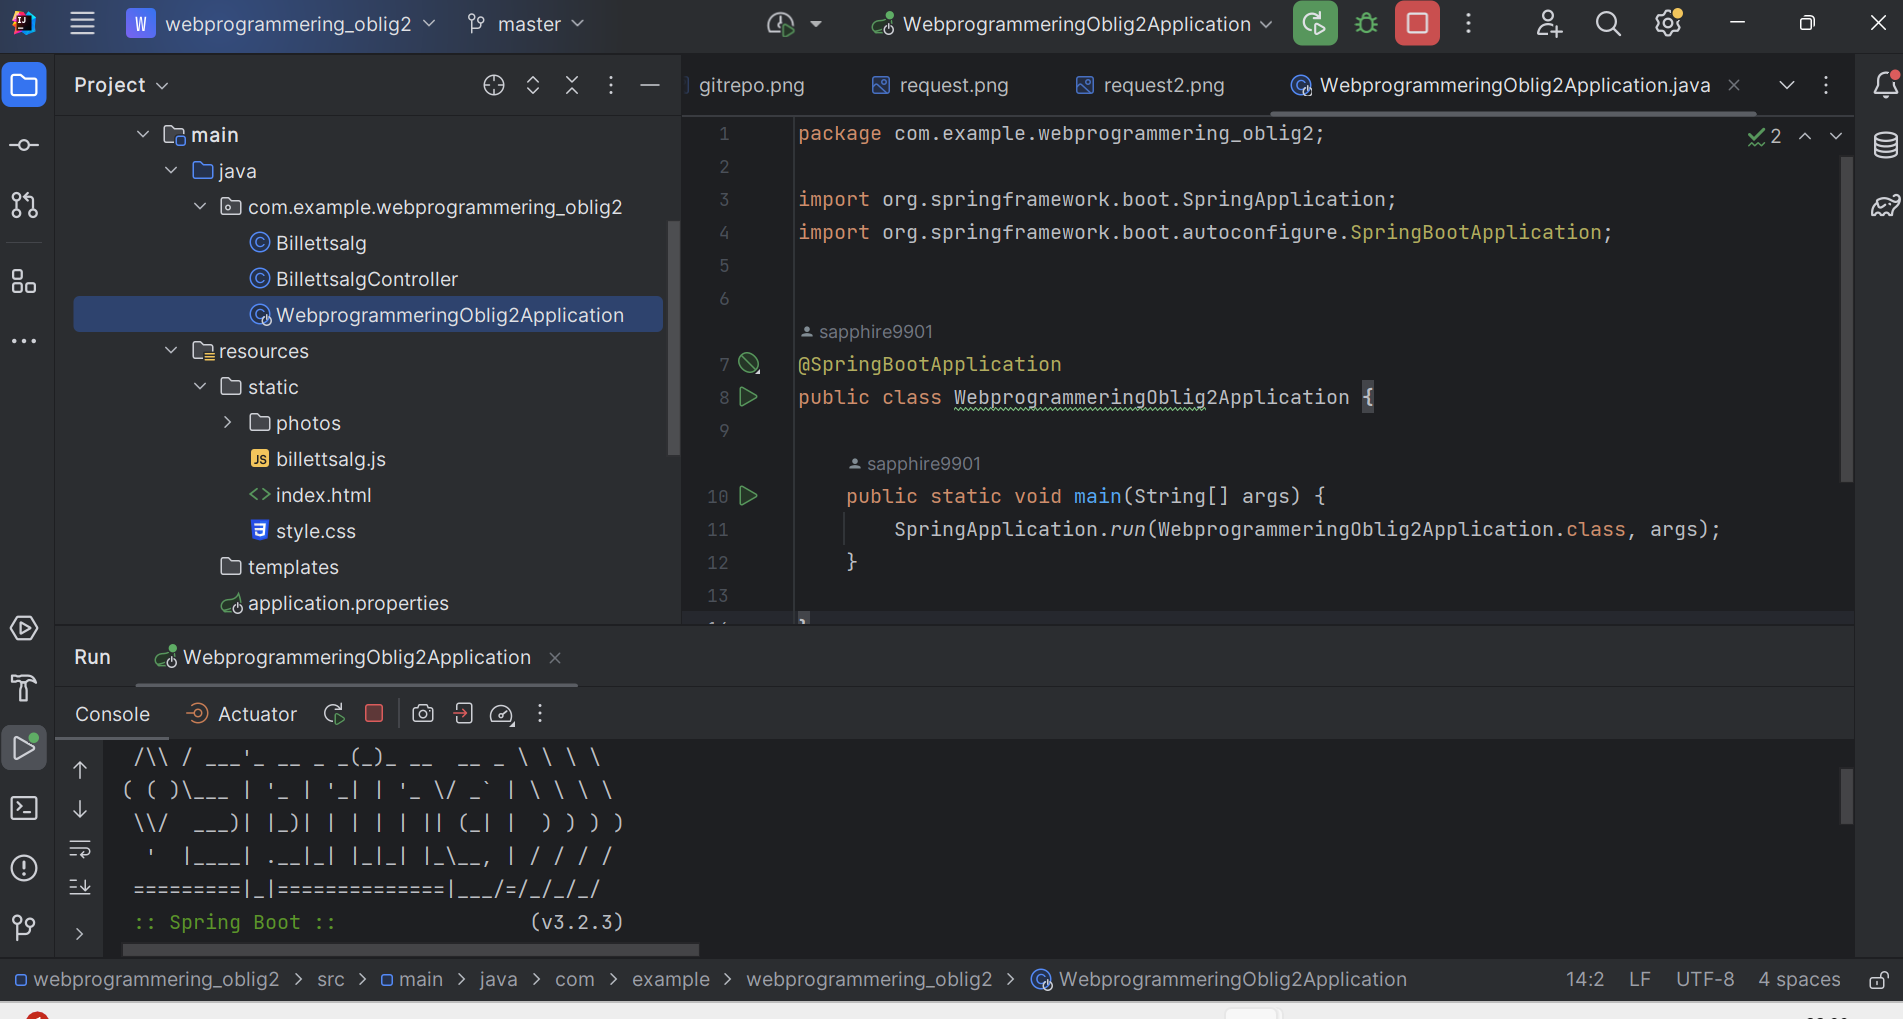 W webprogrammering_oblig2 master WebprogrammeringOblig2Application
Project
gitrepo.png request.png request2.png WebprogrammeringOblig2Application.java
main
java
com.example.webprogrammering_oblig2
Billettsalg
BillettsalgController
WebprogrammeringOblig2Application
resources
static
photos
JS billettsalg.js
<> index.html
style.css
templates
application.properties
2
1 package com.example.webprogrammering_oblig2;
2
3 import org.springframework.boot.SpringApplication;
4 import org.springframework.boot.autoconfigure.SpringBootApplication;
5
6
sapphire9901
7 @SpringBootApplication
8 public class WebprogrammeringOblig2Application {
9
sapphire9901
10 public static void main(String[] args) {
11 SpringApplication.run(WebprogrammeringOblig2Application.class, args);
12 }
13
Run WebprogrammeringOblig2Application
Console Actuator
 /\\ / ___'_ __ _ _(_)_ __  __ _ \ \ \ \
( ( )\___ | '_ | '_| | '_ \/ _` | \ \ \ \
 \\/  ___)| |_)| | | | | || (_| |  ) ) ) )
  '  |____| .__|_| |_|_| |_\__, | / / / /
 =========|_|==============|___/=/_/_/_/
 :: Spring Boot ::                (v3.2.3)
webprogrammering_oblig2 > src > main > java > com > example > webprogrammering_oblig2 > WebprogrammeringOblig2Application 14:2 LF UTF-8 4 spaces